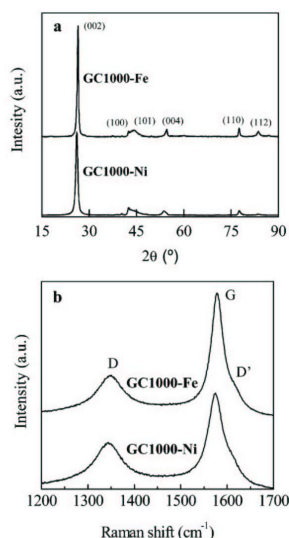 a
(002)
GC1000-Fe
(100)
(101)
(004)
(110)
(112)
GC1000-Ni
Intesity (a.u.)
15 30 45 60 75 90
2θ (º)
b
G
D
D'
GC1000-Fe
GC1000-Ni
Intensity (a.u.)
1200 1300 1400 1500 1600 1700
Raman shift (cm⁻¹)